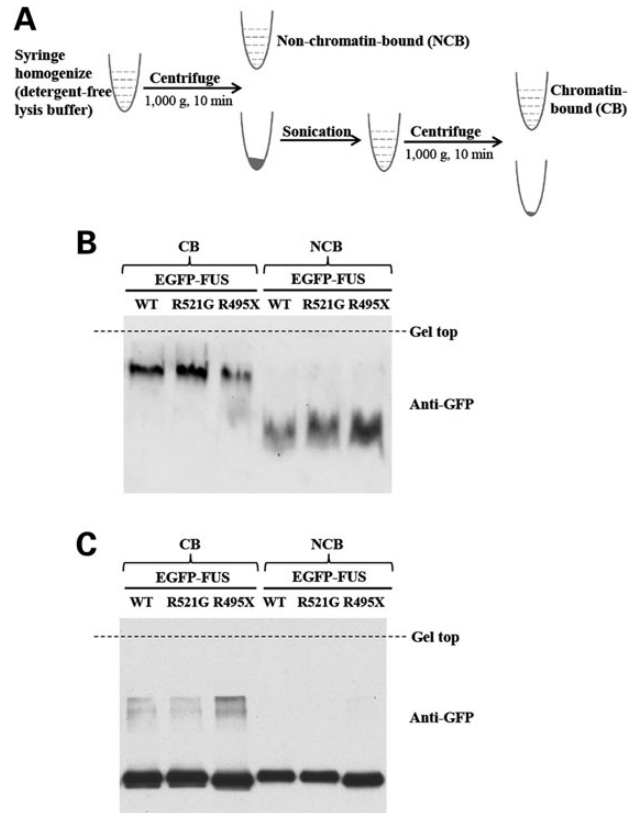 A
Syringe
homogenize
(detergent-free
lysis buffer)
Centrifuge
1,000 g, 10 min
Non-chromatin-bound (NCB)
Sonication
Centrifuge
1,000 g, 10 min
Chromatin-
bound (CB)
B
CB NCB
EGFP-FUS EGFP-FUS
WT R521G R495X WT R521G R495X
Gel top
Anti-GFP
C
CB NCB
EGFP-FUS EGFP-FUS
WT R521G R495X WT R521G R495X
Gel top
Anti-GFP